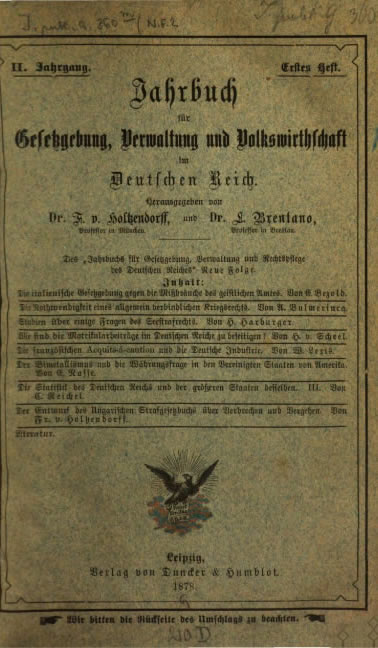 II. Jahrgang. Erstes Heft.
Jahrbuch
für
Gesetzgebung, Verwaltung und Volkswirthschaft
im
Deutschen Reich.
Herausgegeben von
Dr. F. v. Holtzendorff, und Dr. L. Brentano,
Professor in München. Professor in Breslau.
Des „Jahrbuchs für Gesetzgebung, Verwaltung und Rechtspflege
des Deutschen Reiches“ Neue Folge.
Inhalt:
Die italienische Gesetzgebung gegen die Mißbräuche des geistlichen Amtes. Von E. Bezold.
Die Nothwendigkeit eines allgemein verbindlichen Kriegsrechts. Von A. Bulmerincq.
Studien über einige Fragen des Seestrafrechts. Von H. Harburger.
Wie sind die Matrikularbeiträge im Deutschen Reiche zu beseitigen? Von H. v. Scheel.
Die französischen Acquits-à-caution und die Deutsche Industrie. Von W. Lexis.
Der Bimetalismus und die Währungsfrage in den Vereinigten Staaten von Amerika.
Von E. Nasse.
Die Statistik des Deutschen Reichs und der größeren Staaten desselben. III. Von
C. Reichel.
Der Entwurf des Ungarischen Strafgesetzbuchs über Verbrechen und Vergehen. Von
Fr. v. Holtzendorff.
Literatur.
Leipzig,
Verlag von Duncker & Humblot.
1878.
Wir bitten die Rückseite des Umschlags zu beachten.